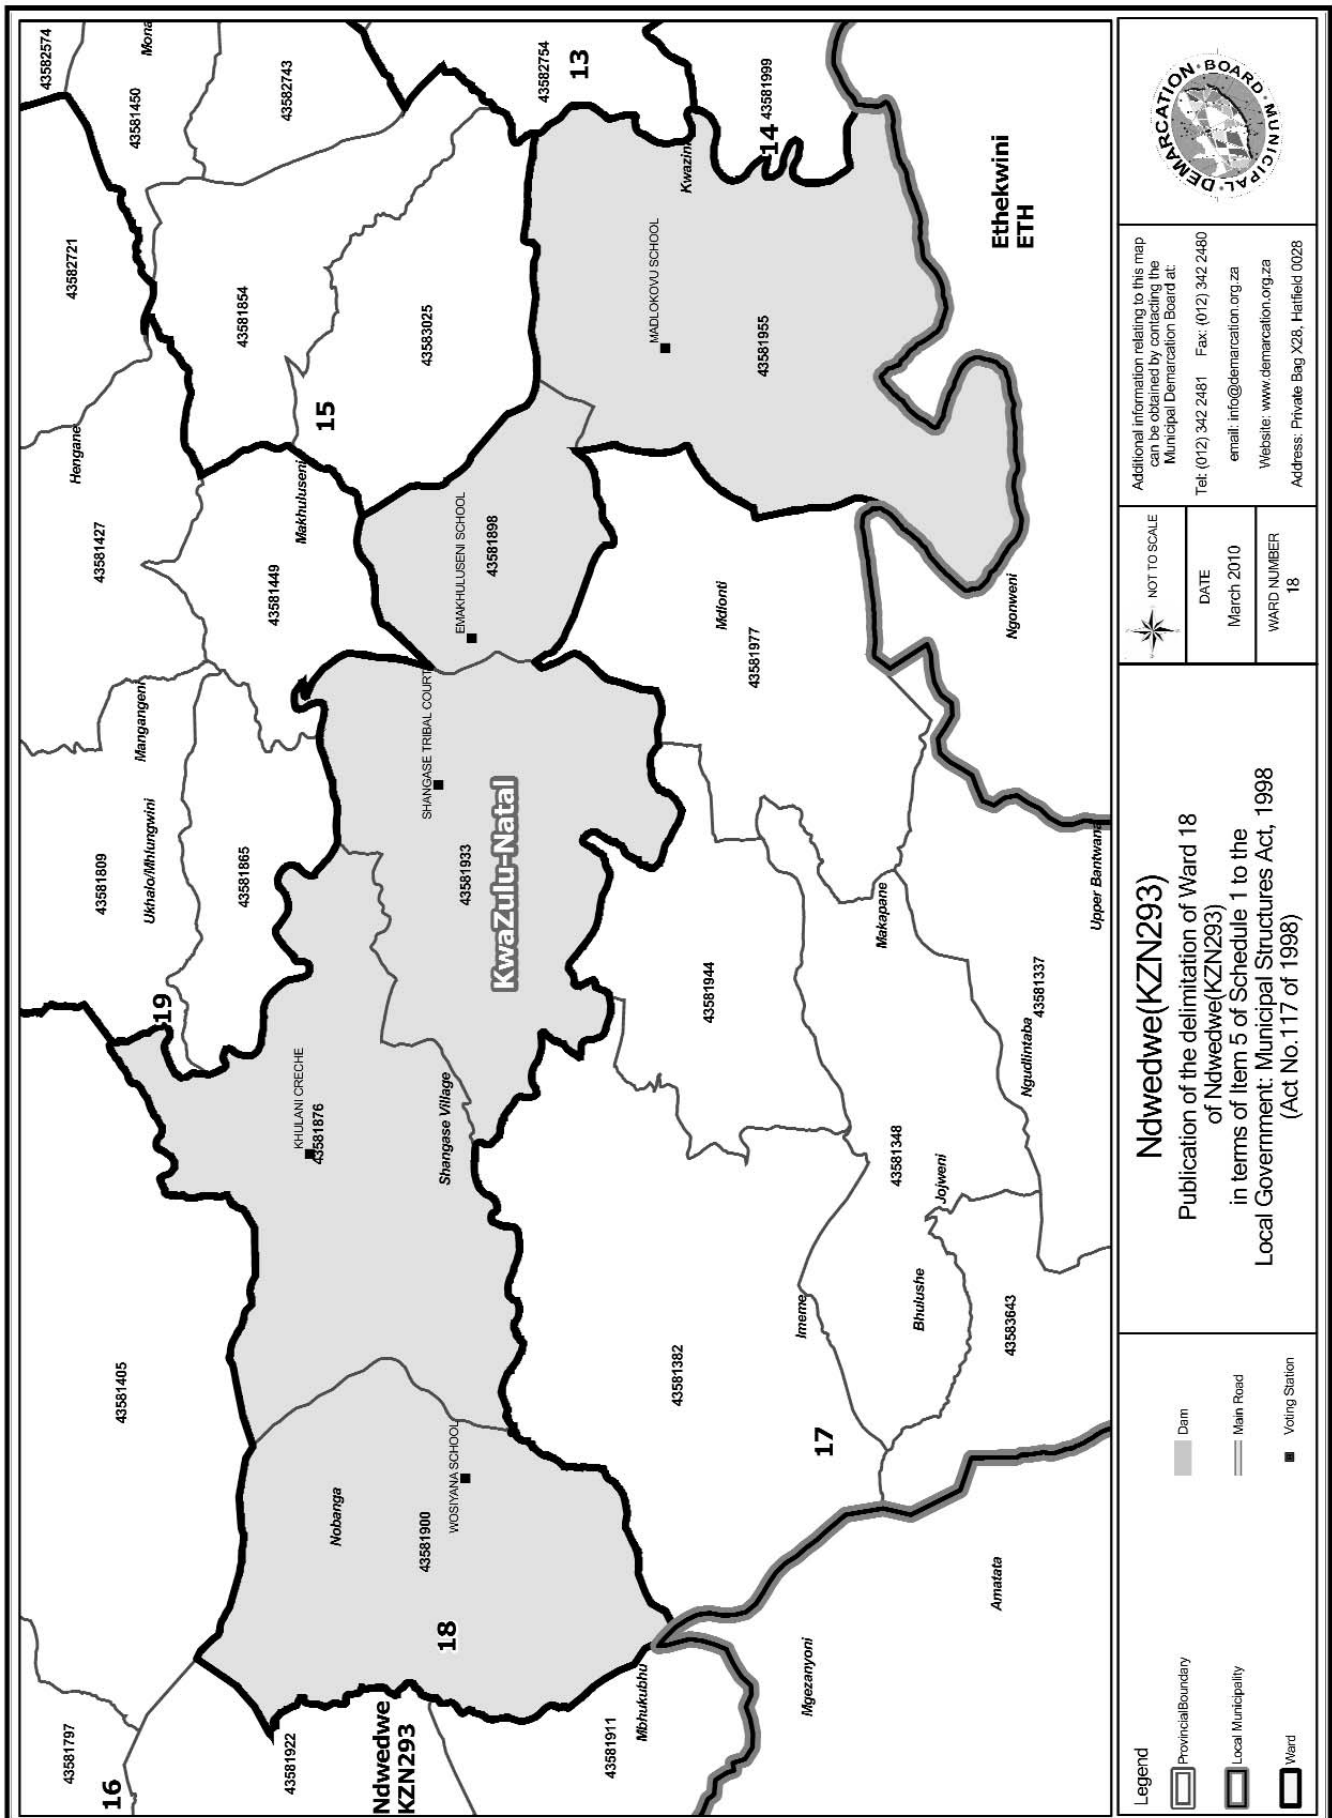 43581797
16
43581922
Ndwedwe
KZN293
43581911
Mbhukubhu
Mgezanyoni
Amatata
43581405
Nobanga
43581900
WOSIYANA SCHOOL
18
43581382
17
Imeme
Bhulushe
43583643
Jojweni
43581348
Ngudlintaba
43581337
Makapane
Upper Bantwana
43581944
19
KHULANI CRECHE
43581876
Shangase Village
43581809
Ukhalo/Mhlungwini
Mangangeni
43581865
43581933
SHANGASE TRIBAL COURT
KwaZulu-Natal
43581427
Hengane
43581449
Makhuluseni
EMAKHULUSENI SCHOOL
43581898
Mdlonti
43581977
Ngonweni
43582721
43581854
15
43583025
MADLOKOVU SCHOOL
43581955
Kwazini
Ethekwini
ETH
43582574
43581450
Mona
43582743
43582754
13
43581999
14
Legend
ProvincialBoundary
Local Municipality
Ward
Dam
Main Road
Voting Station
Ndwedwe(KZN293)
Publication of the delimitation of Ward 18
of Ndwedwe(KZN293)
in terms of Item 5 of Schedule 1 to the
Local Government: Municipal Structures Act, 1998
(Act No.117 of 1998)
NOT TO SCALE
DATE
March 2010
WARD NUMBER
18
Additional information relating to this map
can be obtained by contacting the
Municipal Demarcation Board at:
Tel: (012) 342 2481 Fax: (012) 342 2480
email: info@demarcation.org.za
Website: www.demarcation.org.za
Address: Private Bag X28, Hatfield 0028
DEMARCATION · BOARD · MUNICIPAL ·